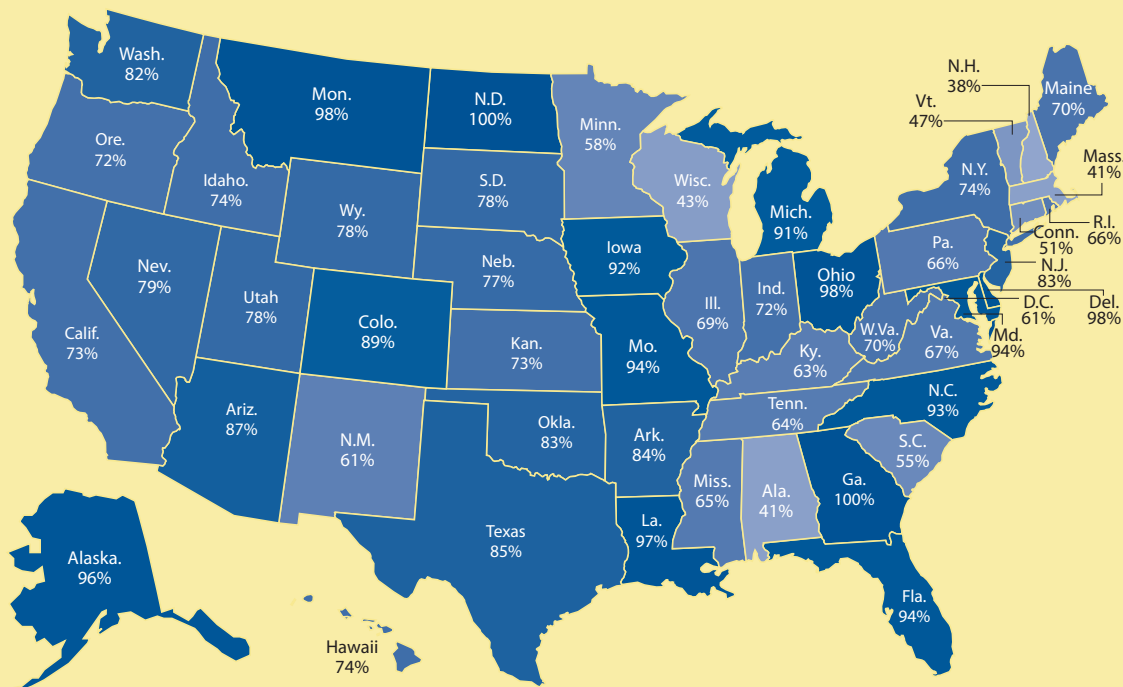 Wash.
82%
Mon.
98%
N.D.
100%
Minn.
58%
N.H.
38%
Vt.
47%
Maine
70%
Ore.
72%
Idaho.
74%
S.D.
78%
Wy.
78%
Wisc.
43%
Mich.
91%
N.Y.
74%
Mass.
41%
R.I.
66%
Conn.
51%
Iowa
92%
Neb.
77%
Pa.
66%
N.J.
83%
Nev.
79%
Utah
78%
Colo.
89%
Ill.
69%
Ind.
72%
Ohio
98%
D.C.
61%
Del.
98%
Md.
94%
Calif.
73%
Kan.
73%
Mo.
94%
Ky.
63%
W.Va.
70%
Va.
67%
Ariz.
87%
N.M.
61%
Okla.
83%
Ark.
84%
Tenn.
64%
N.C.
93%
S.C.
55%
Miss.
65%
Ala.
41%
Ga.
100%
Texas
85%
La.
97%
Alaska.
96%
Fla.
94%
Hawaii
74%